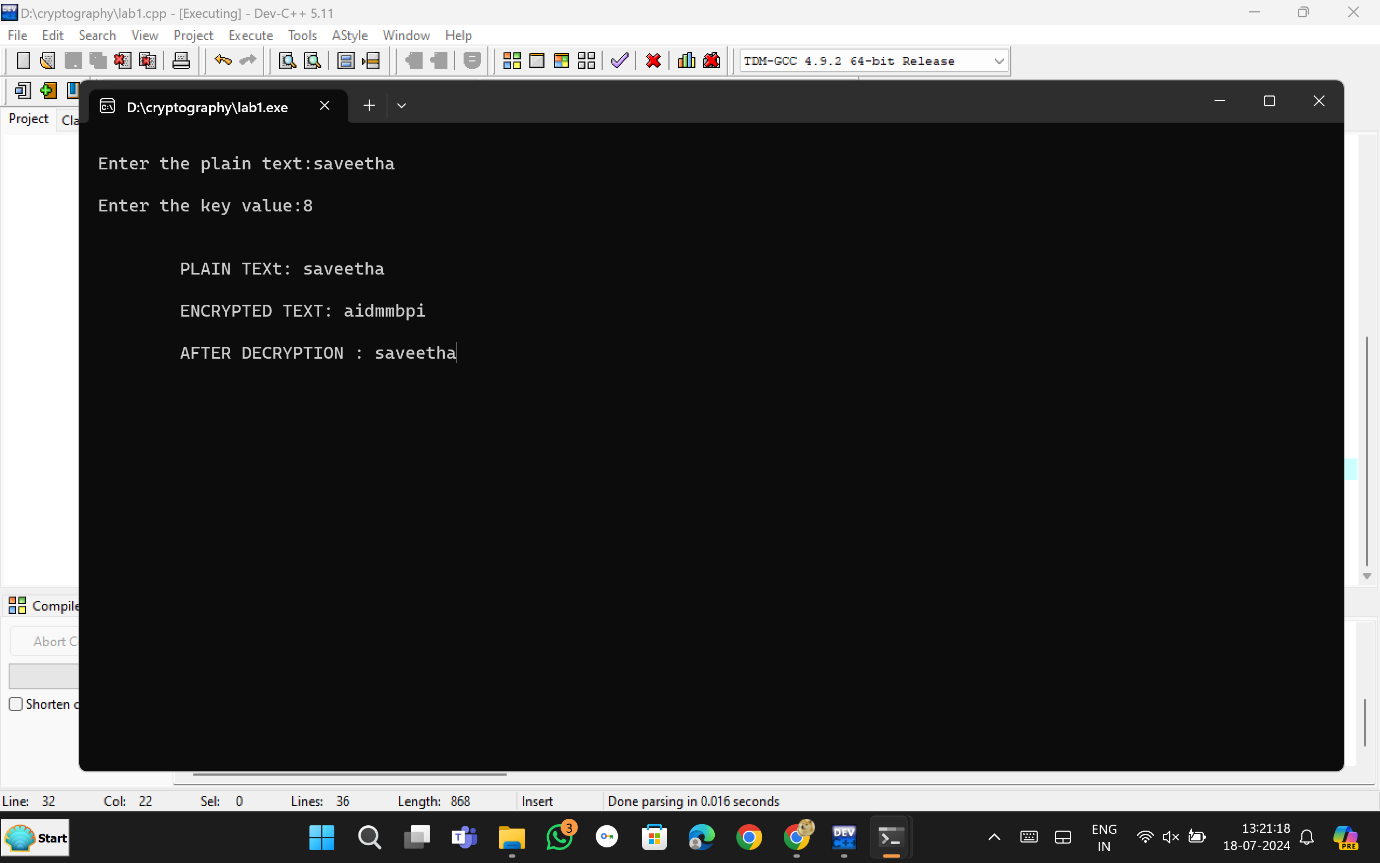 D:\cryptography\lab1.cpp - [Executing] - Dev-C++ 5.11
File Edit Search View Project Execute Tools AStyle Window Help
TDM-GCC 4.9.2 64-bit Release
D:\cryptography\lab1.exe
Project Cla
Enter the plain text:saveetha
Enter the key value:8
PLAIN TEXt: saveetha
ENCRYPTED TEXT: aidmmbpi
AFTER DECRYPTION : saveetha
Compile
Abort C
Shorten c
Line: 32 Col: 22 Sel: 0 Lines: 36 Length: 868 Insert Done parsing in 0.016 seconds
Start
3
DEV
ENG
IN
13:21:18
18-07-2024
PRE